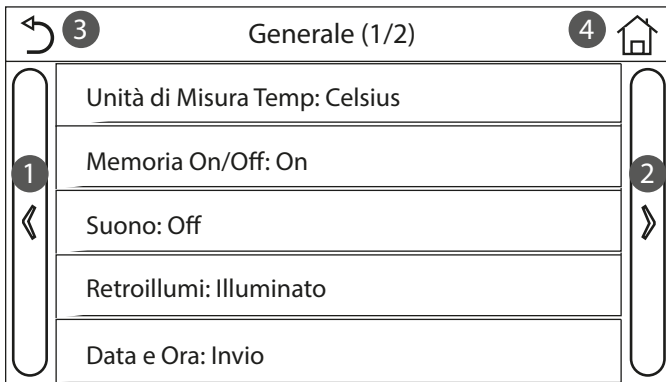 3 Generale (1/2) 4
Unità di Misura Temp: Celsius
Memoria On/Off: On
1 2
Suono: Off
Retroillumi: Illuminato
Data e Ora: Invio